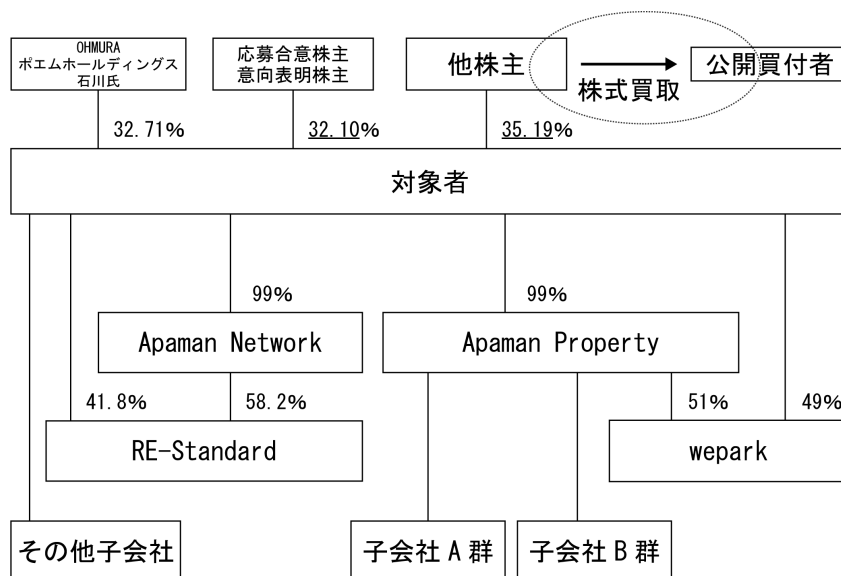 OHMURA
ポエムホールディングス
石川氏
応募合意株主
意向表明株主
他株主
株式買取
公開買付者
32.71%
32.10%
35.19%
対象者
99%
99%
Apaman Network
Apaman Property
41.8%
58.2%
51%
49%
RE-Standard
wepark
その他子会社
子会社A群
子会社B群